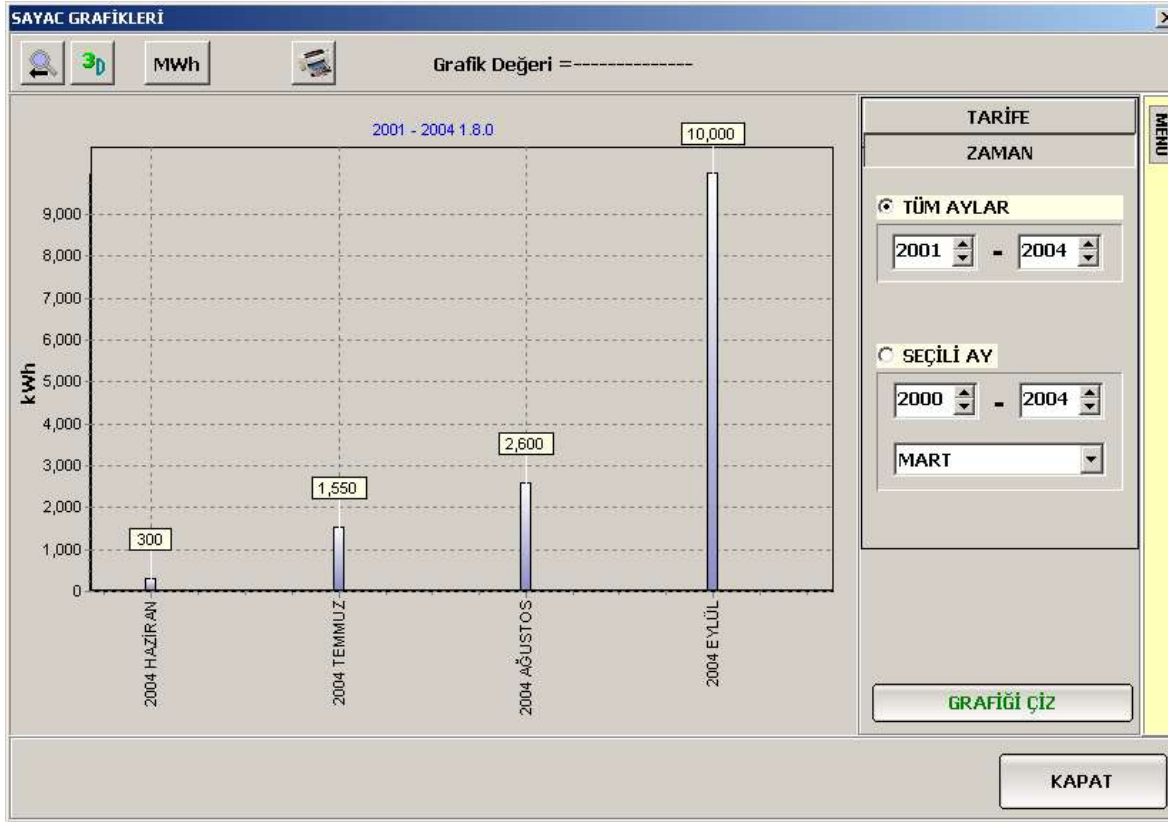 SAYAC GRAFİKLERİ
3D
MWh
Grafik Değeri =--------------
2001 - 2004 1.8.0
10,000
9,000
8,000
7,000
6,000
5,000
4,000
3,000
2,000
1,000
0
kWh
2,600
1,550
300
2004 HAZİRAN
2004 TEMMUZ
2004 AĞUSTOS
2004 EYLÜL
TARİFE
ZAMAN
TÜM AYLAR
2001 - 2004
SEÇİLİ AY
2000 - 2004
MART
GRAFİĞİ ÇİZ
MENU
KAPAT